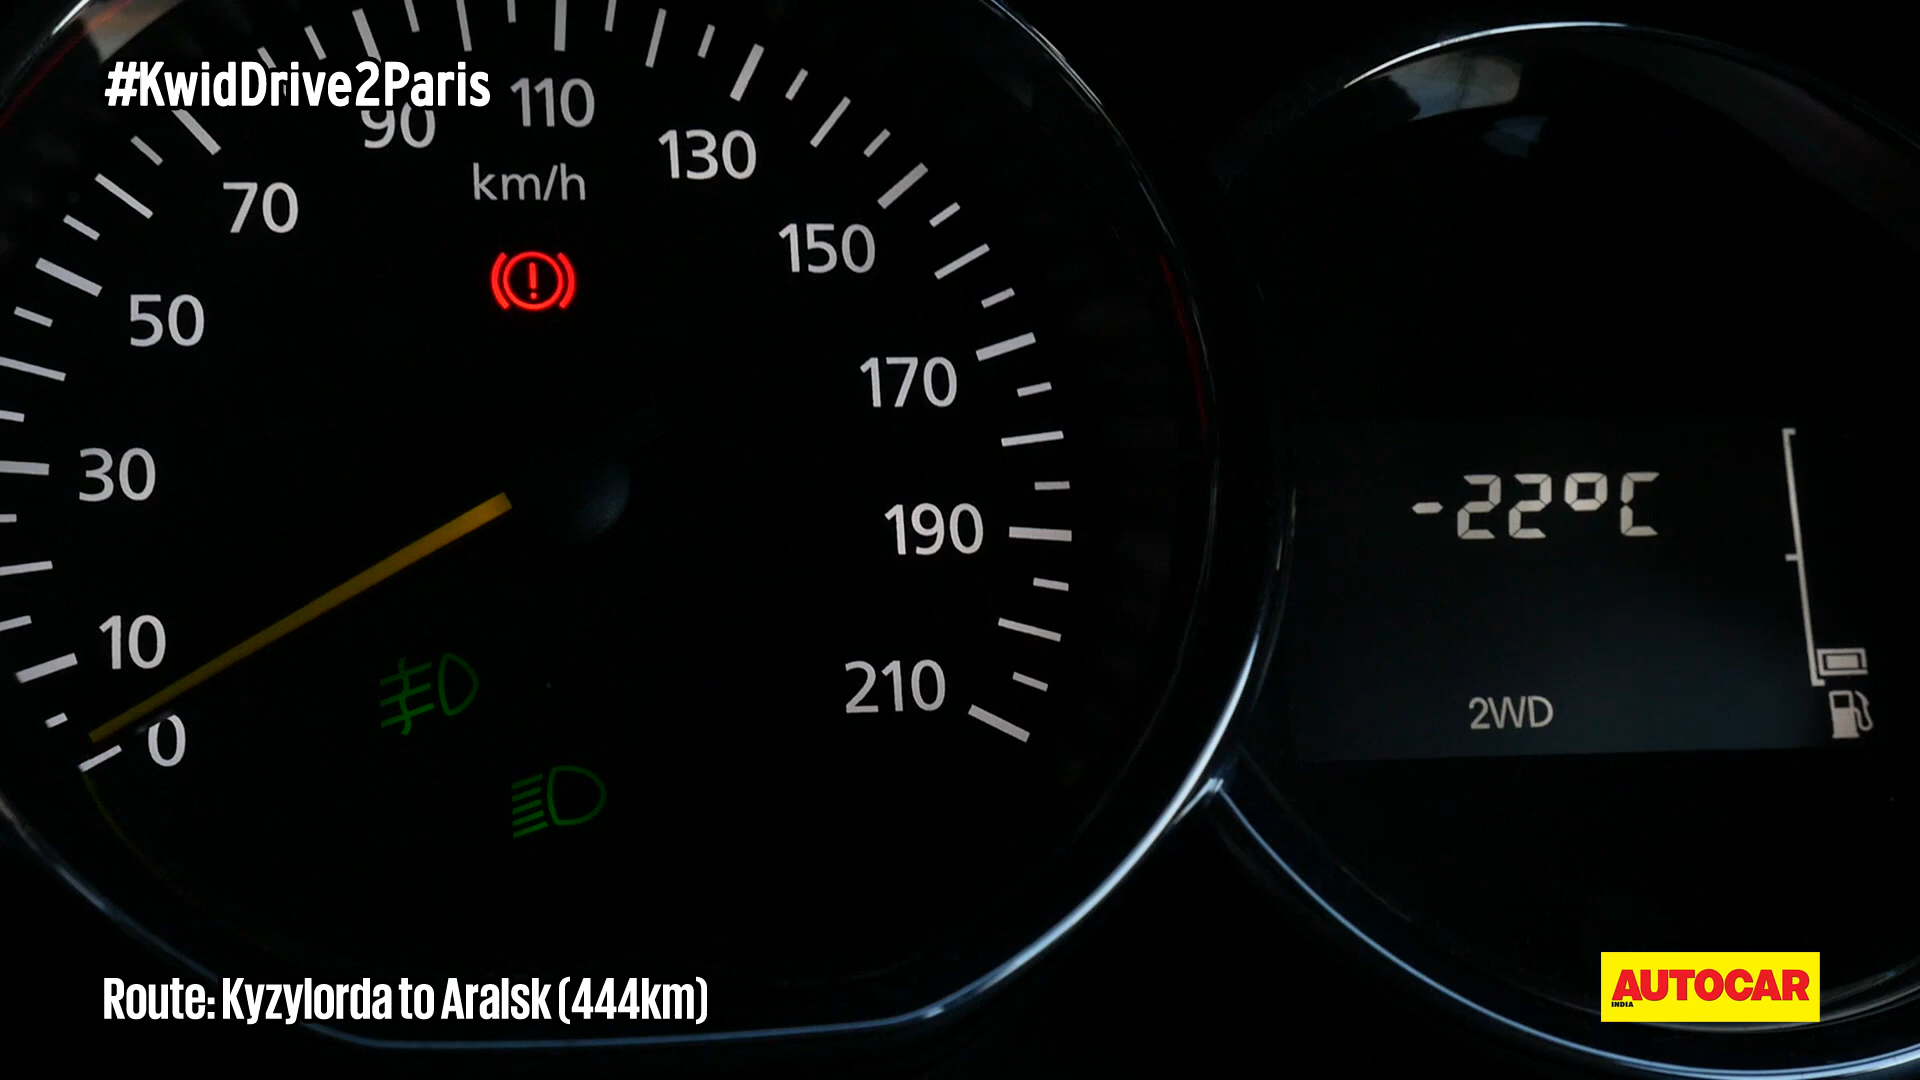 #KwidDrive2Paris
90
110
130
km/h
70
150
50
170
30
190
-22°C
10
210
2WD
0
Route: Kyzylorda to Aralsk (444km)
AUTOCAR
INDIA